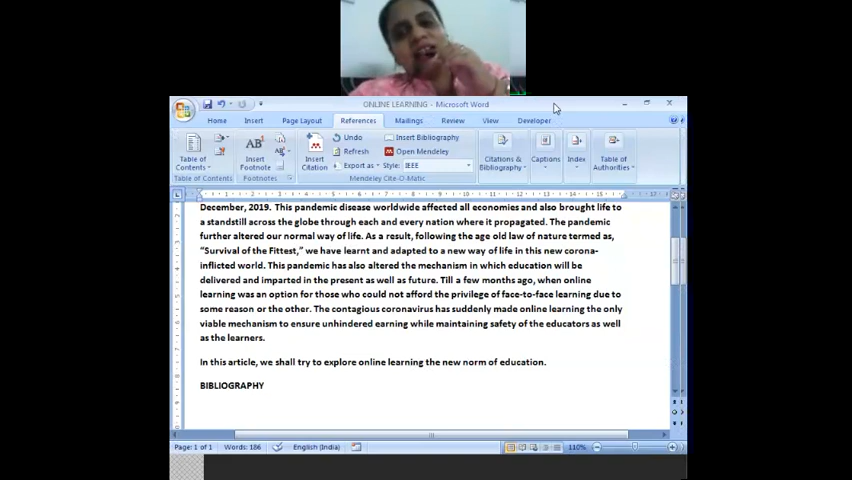 ONLINE LEARNING - Microsoft Word
Home Insert Page Layout References Mailings Review View Developer
Table of Contents
Table of Contents
AB¹ Insert Footnote
Footnotes
Insert Citation
Undo
Refresh
Export as
Insert Bibliography
Open Mendeley
Style: IEEE
Mendeley Cite-O-Matic
Citations & Bibliography
Captions
Index
Table of Authorities
December, 2019. This pandemic disease worldwide affected all economies and also brought life to
a standstill across the globe through each and every nation where it propagated. The pandemic
further altered our normal way of life. As a result, following the age old law of nature termed as,
“Survival of the Fittest,” we have learnt and adapted to a new way of life in this new corona-
inflicted world. This pandemic has also altered the mechanism in which education will be
delivered and imparted in the present as well as future. Till a few months ago, when online
learning was an option for those who could not afford the privilege of face-to-face learning due to
some reason or the other. The contagious coronavirus has suddenly made online learning the only
viable mechanism to ensure unhindered earning while maintaining safety of the educators as well
as the learners.
In this article, we shall try to explore online learning the new norm of education.
BIBLIOGRAPHY
Page: 1 of 1 Words: 186 English (India) 110%